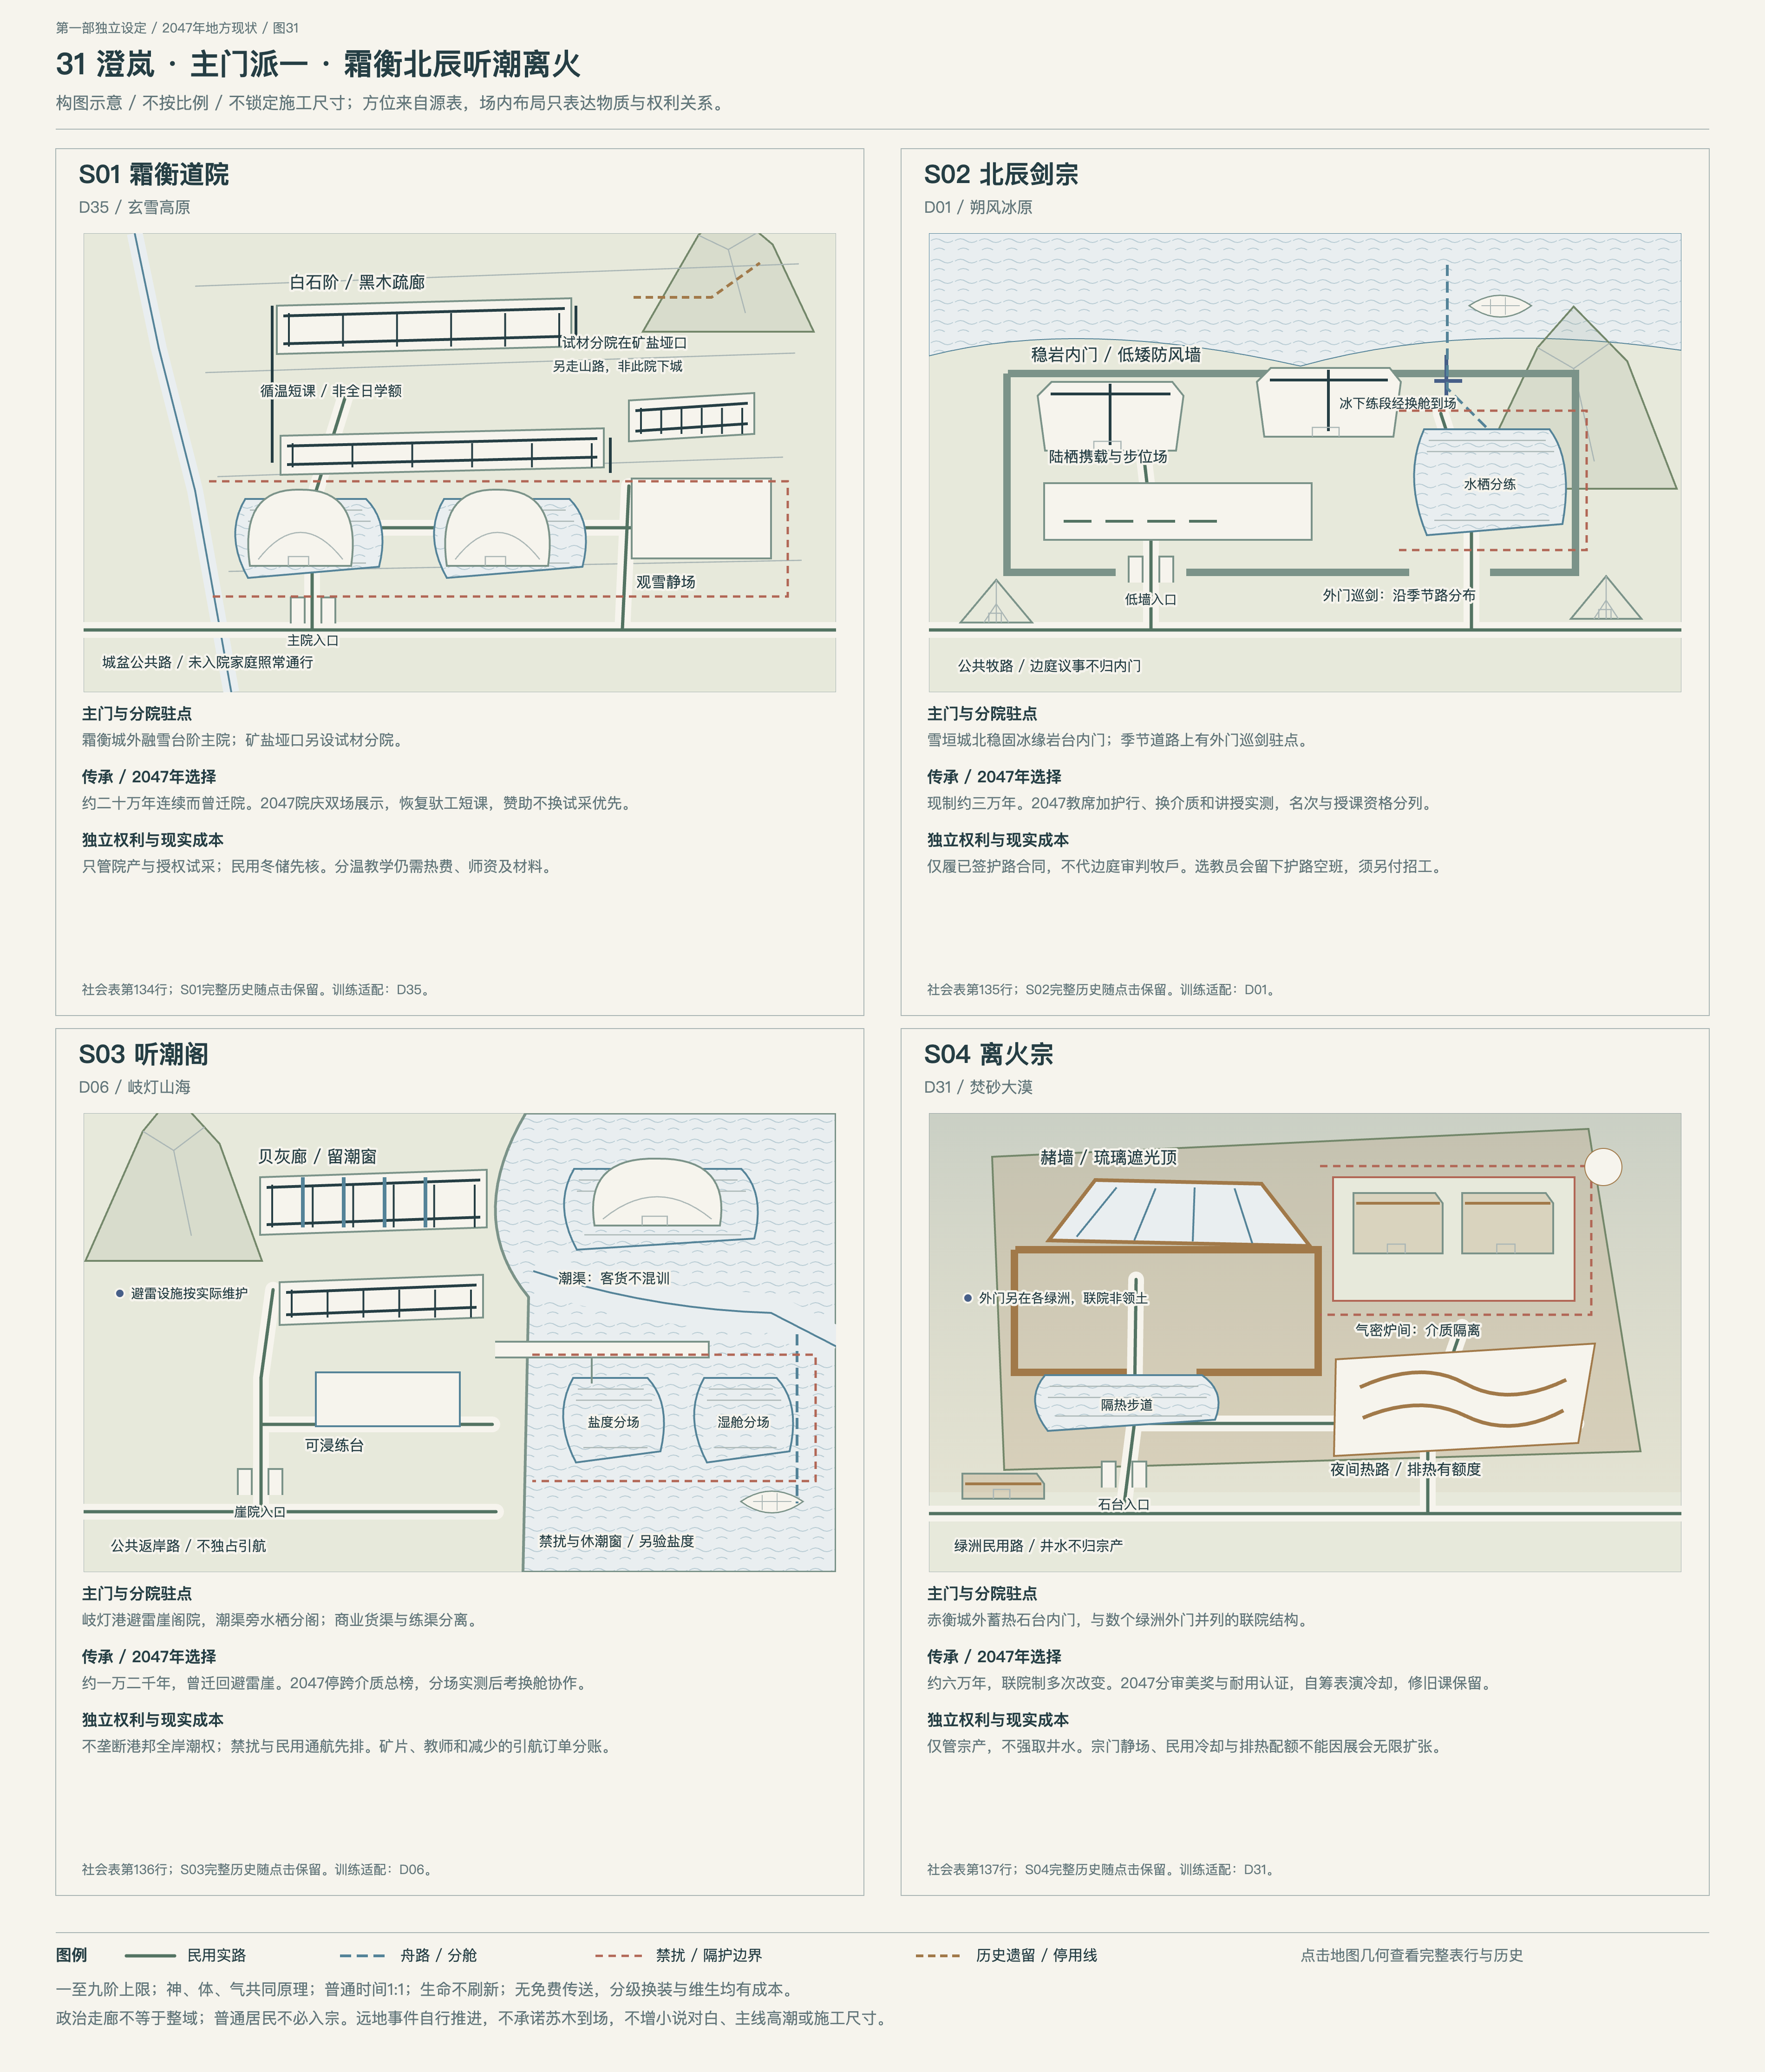 第一部独立设定 / 2047年地方现状 / 图31
31 澄岚 · 主门派一 · 霜衡北辰听潮离火
构图示意 / 不按比例 / 不锁定施工尺寸；方位来自源表，场内布局只表达物质与权利关系。
S01 霜衡道院
D35 / 玄雪高原
白石阶 / 黑木疏廊
试材分院在矿盐垭口
另走山路，非此院下城
循温短课 / 非全日学额
观雪静场
主院入口
城盆公共路 / 未入院家庭照常通行
主门与分院驻点
霜衡城外融雪台阶主院；矿盐垭口另设试材分院。
传承 / 2047年选择
约二十万年连续而曾迁院。2047院庆双场展示，恢复驮工短课，赞助不换试采优先。
独立权利与现实成本
只管院产与授权试采；民用冬储先核。分温教学仍需热费、师资及材料。
社会表第134行；S01完整历史随点击保留。训练适配：D35。
S02 北辰剑宗
D01 / 朔风冰原
稳岩内门 / 低矮防风墙
冰下练段经换舱到场
陆栖携载与步位场
水栖分练
低墙入口
外门巡剑：沿季节路分布
公共牧路 / 边庭议事不归内门
主门与分院驻点
雪垣城北稳固冰缘岩台内门；季节道路上有外门巡剑驻点。
传承 / 2047年选择
现制约三万年。2047教席加护行、换介质和讲授实测，名次与授课资格分列。
独立权利与现实成本
仅履已签护路合同，不代边庭审判牧戶。选教员会留下护路空班，须另付招工。
社会表第135行；S02完整历史随点击保留。训练适配：D01。
S03 听潮阁
D06 / 岐灯山海
贝灰廊 / 留潮窗
潮渠：客货不混训
避雷设施按实际维护
盐度分场
湿舱分场
可浸练台
崖院入口
禁扰与休潮窗 / 另验盐度
公共返岸路 / 不独占引航
主门与分院驻点
岐灯港避雷崖阁院，潮渠旁水栖分阁；商业货渠与练渠分离。
传承 / 2047年选择
约一万二千年，曾迁回避雷崖。2047停跨介质总榜，分场实测后考换舱协作。
独立权利与现实成本
不垄断港邦全岸潮权；禁扰与民用通航先排。矿片、教师和减少的引航订单分账。
社会表第136行；S03完整历史随点击保留。训练适配：D06。
S04 离火宗
D31 / 焚砂大漠
赭墙 / 琉璃遮光顶
外门另在各绿洲，联院非领土
气密炉间：介质隔离
隔热步道
夜间热路 / 排热有额度
石台入口
绿洲民用路 / 井水不归宗产
主门与分院驻点
赤衡城外蓄热石台内门，与数个绿洲外门并列的联院结构。
传承 / 2047年选择
约六万年，联院制多次改变。2047分审美奖与耐用认证，自筹表演冷却，修旧课保留。
独立权利与现实成本
仅管宗产，不强取井水。宗门静场、民用冷却与排热配额不能因展会无限扩张。
社会表第137行；S04完整历史随点击保留。训练适配：D31。
图例 民用实路 舟路 / 分舱 禁扰 / 隔护边界 历史遗留 / 停用线 点击地图几何查看完整表行与历史
一至九阶上限；神、体、气共同原理；普通时间1:1；生命不刷新；无免费传送，分级换装与维生均有成本。
政治走廊不等于整域；普通居民不必入宗。远地事件自行推进，不承诺苏木到场，不增小说对白、主线高潮或施工尺寸。